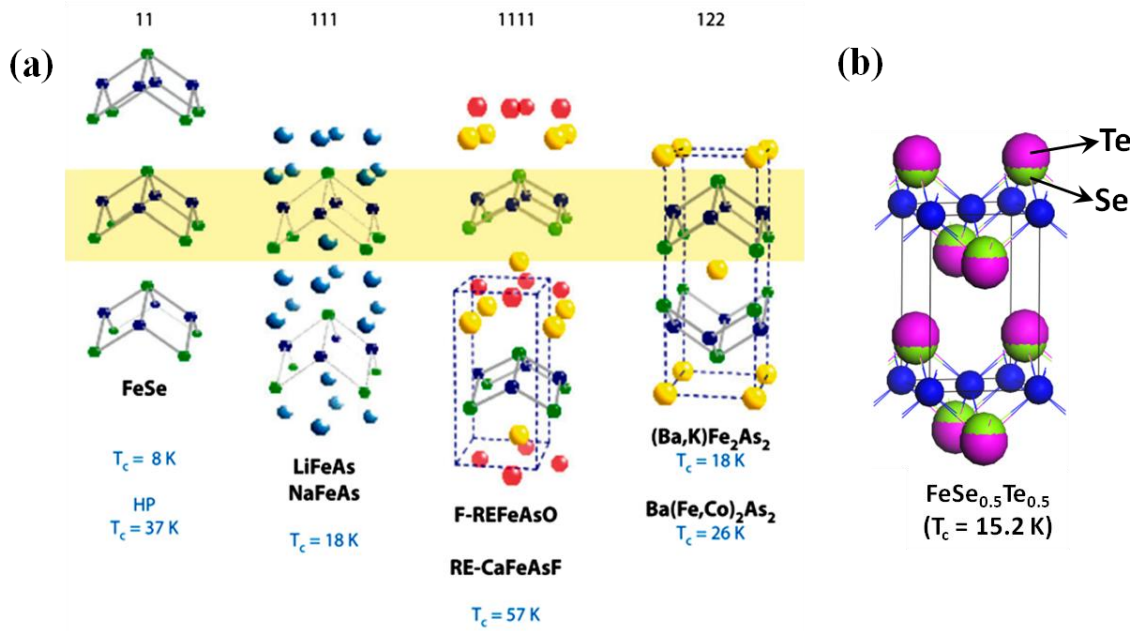 11
111
1111
122
(a)
(b)
Te
Se
FeSe
T_c = 8 K
HP
T_c = 37 K
LiFeAs
NaFeAs
T_c = 18 K
F-REFeAsO
RE-CaFeAsF
T_c = 57 K
(Ba,K)Fe₂As₂
T_c = 18 K
Ba(Fe,Co)₂As₂
T_c = 26 K
FeSe₀.₅Te₀.₅
(T_c = 15.2 K)